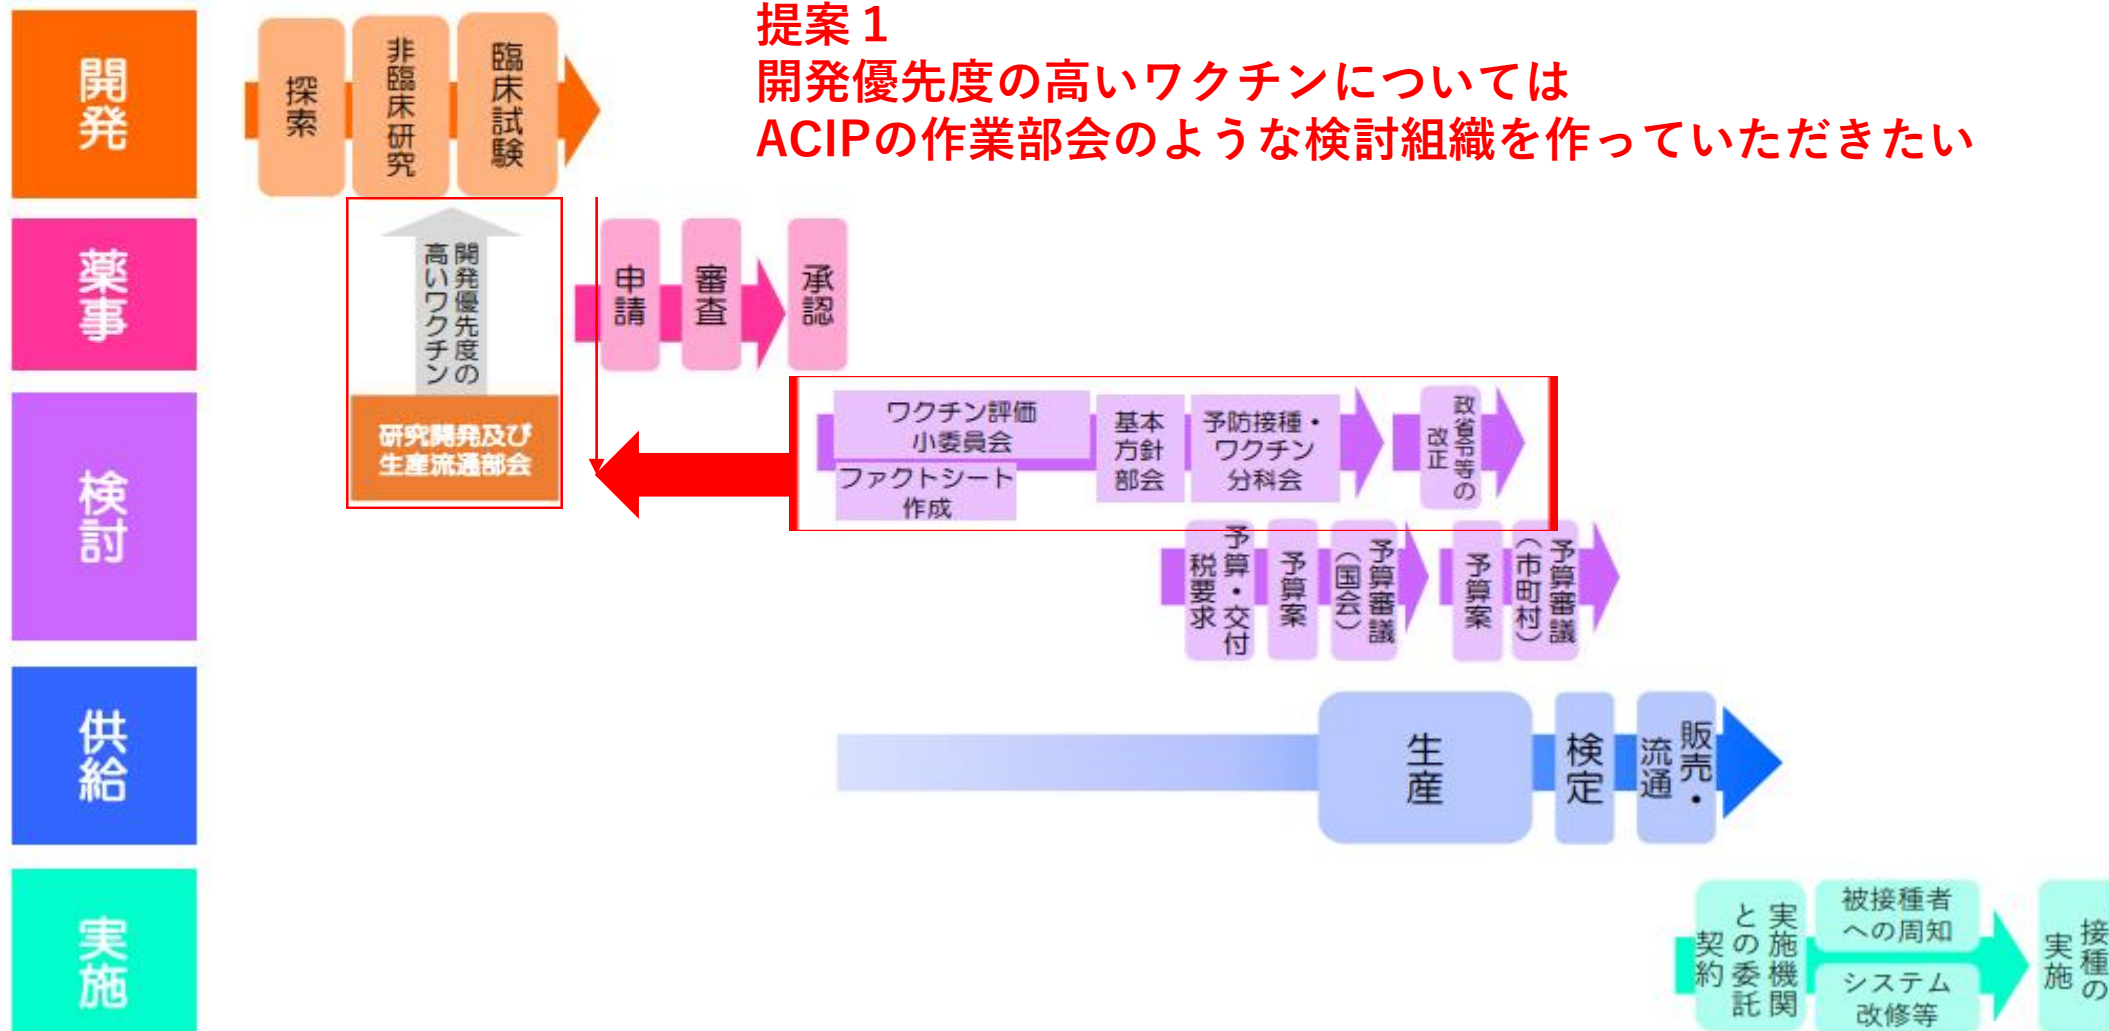 提案１
開発優先度の高いワクチンについては
ACIPの作業部会のような検討組織を作っていただきたい
開発
探索
非臨床研究
臨床試験
薬事
開発優先度の
高いワクチン
申請
審査
承認
検討
研究開発及び
生産流通部会
ワクチン評価
小委員会
ファクトシート
作成
基本
方針
部会
予防接種・
ワクチン
分科会
政省令等の
改正
予算・交付
税要求
予算案
予算審議
（国会）
予算案
予算審議
（市町村）
供給
生産
検定
販売・
流通
実施
実施機関
との委託
契約
被接種者
への周知
システム
改修等
接種の
実施